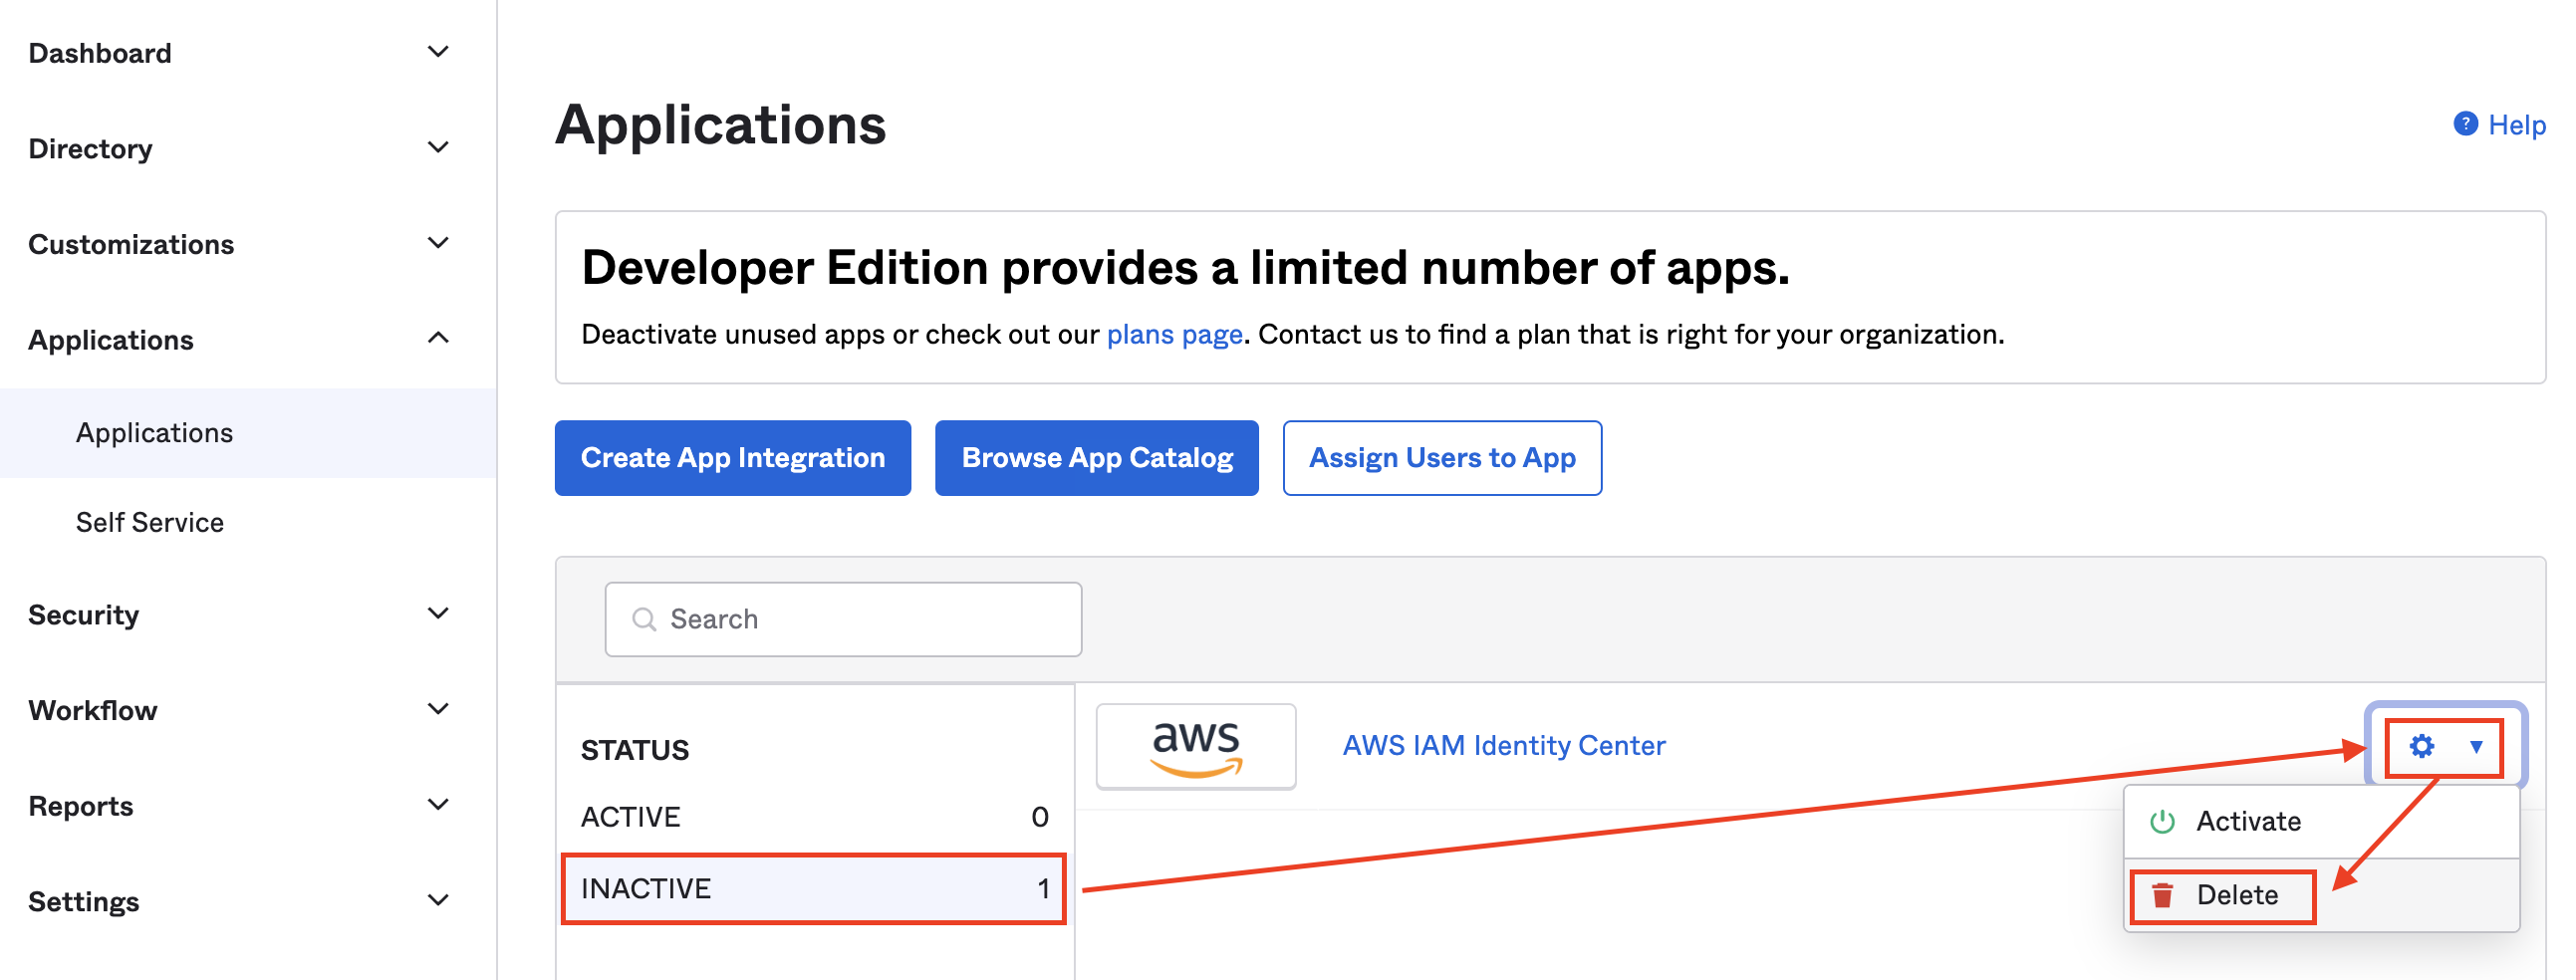 Dashboard
Directory
Customizations
Applications
Applications
Self Service
Security
Workflow
Reports
Settings
Applications
? Help
Developer Edition provides a limited number of apps.
Deactivate unused apps or check out our plans page. Contact us to find a plan that is right for your organization.
Create App Integration
Browse App Catalog
Assign Users to App
Search
STATUS
ACTIVE 0
INACTIVE 1
aws
AWS IAM Identity Center
Activate
Delete